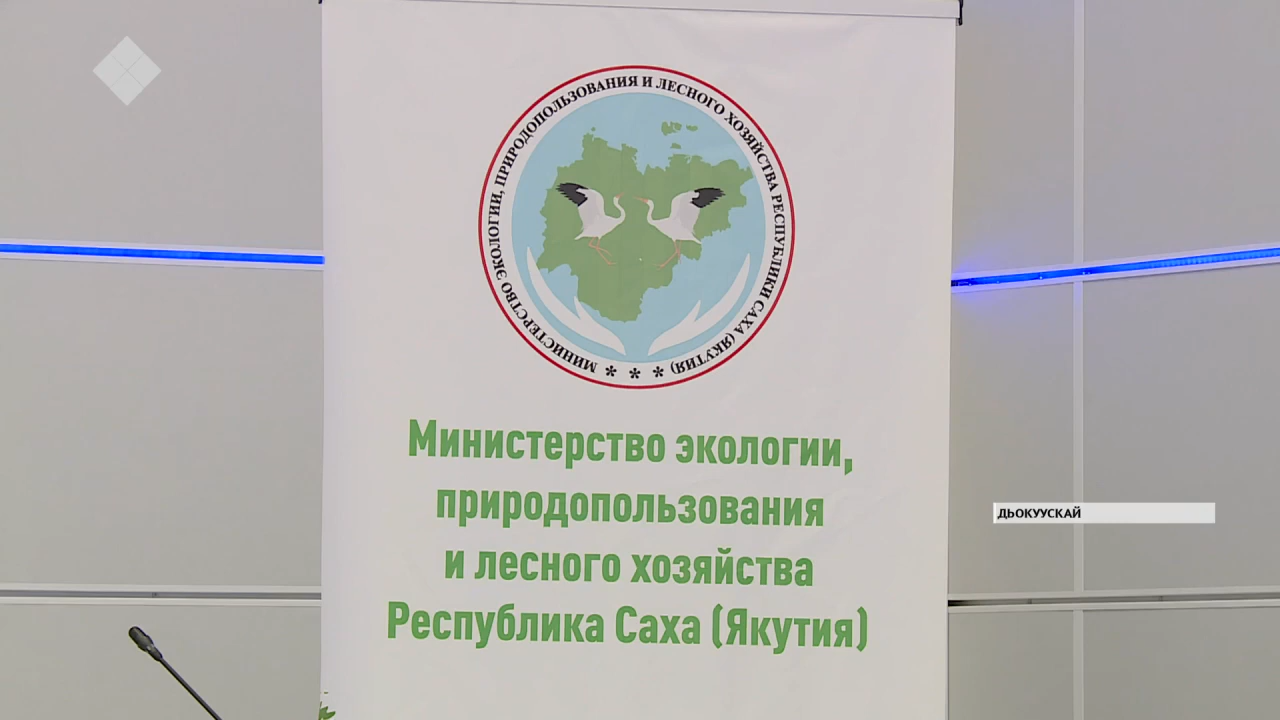 МИНИСТЕРСТВО ЭКОЛОГИИ, ПРИРОДОПОЛЬЗОВАНИЯ И ЛЕСНОГО ХОЗЯЙСТВА РЕСПУБЛИКИ САХА (ЯКУТИЯ)
* * *
Министерство экологии,
природопользования
и лесного хозяйства
Республика Саха (Якутия)
ДЬОКУУСКАЙ